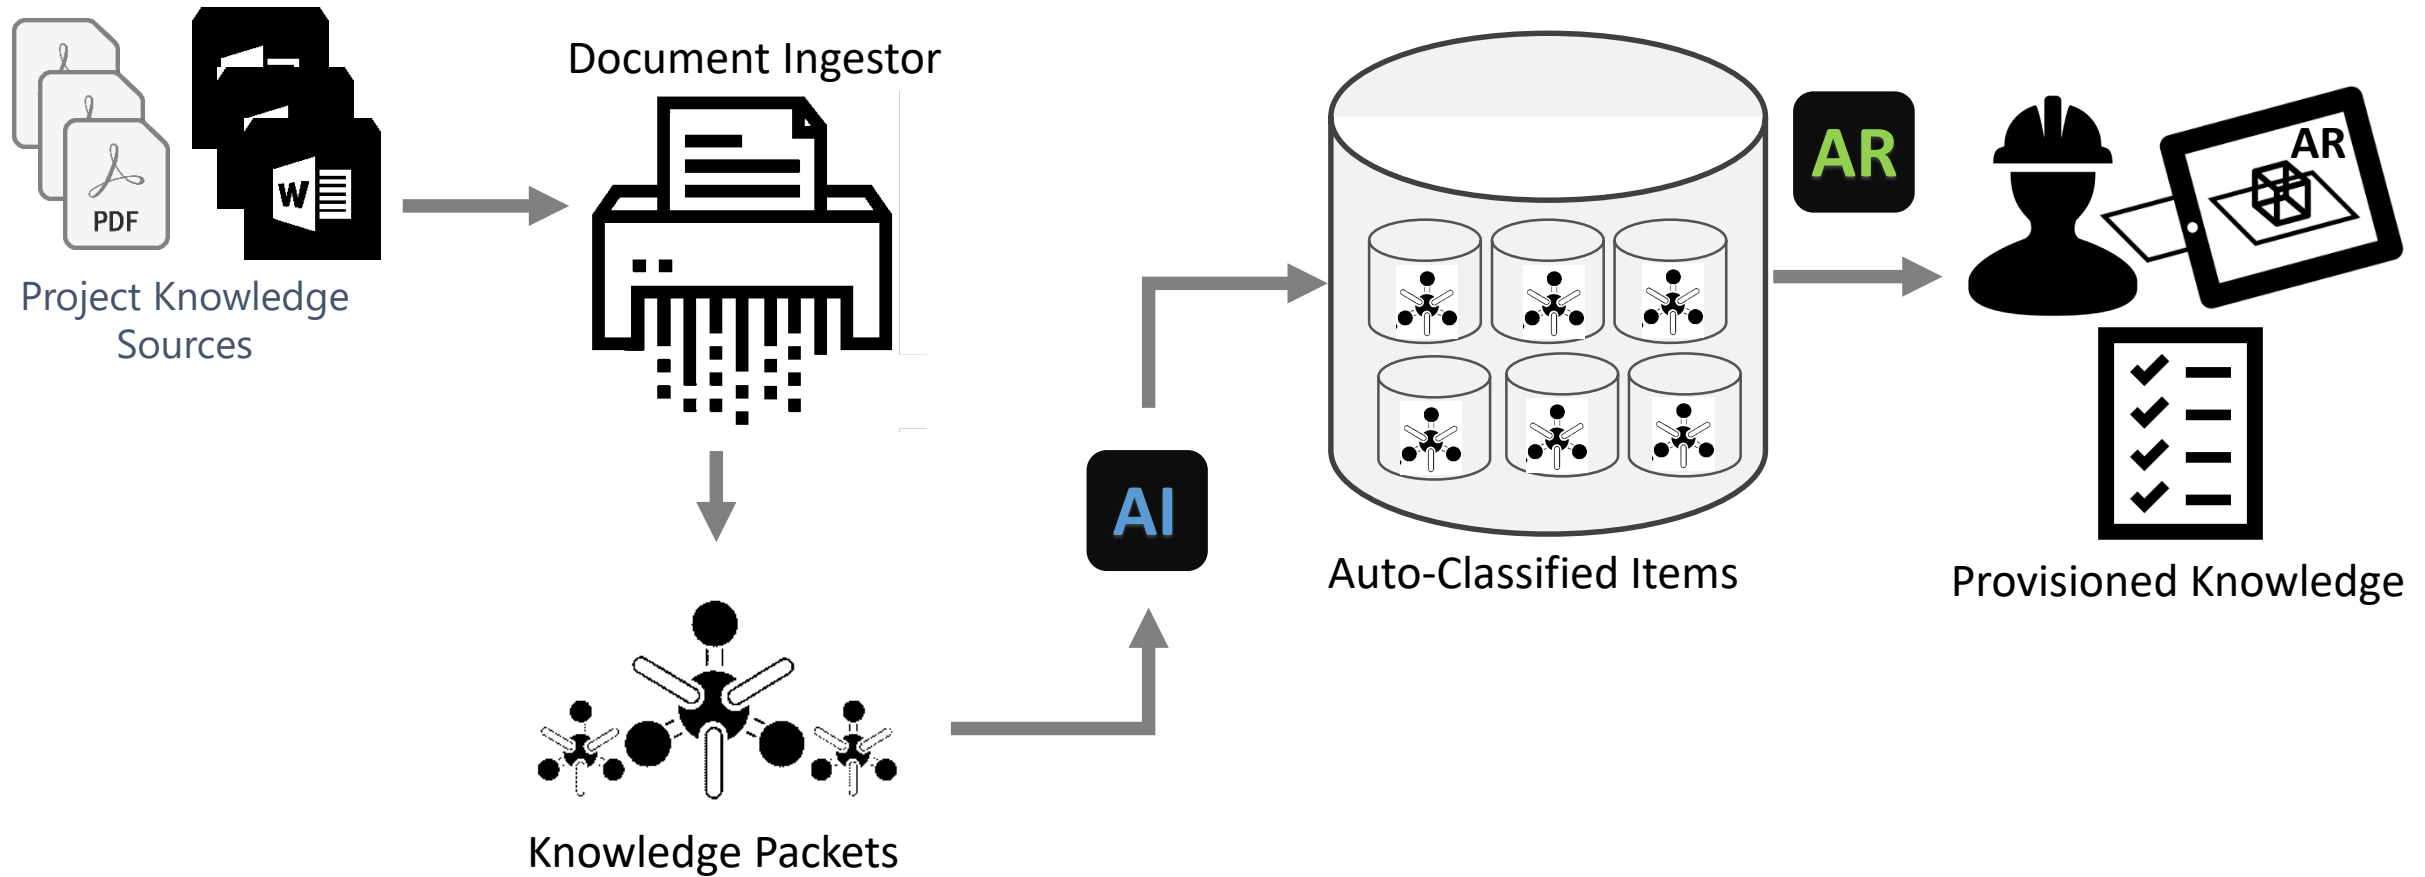 PDF
W
Project Knowledge
Sources
Document Ingestor
Knowledge Packets
AI
Auto-Classified Items
AR
AR
Provisioned Knowledge